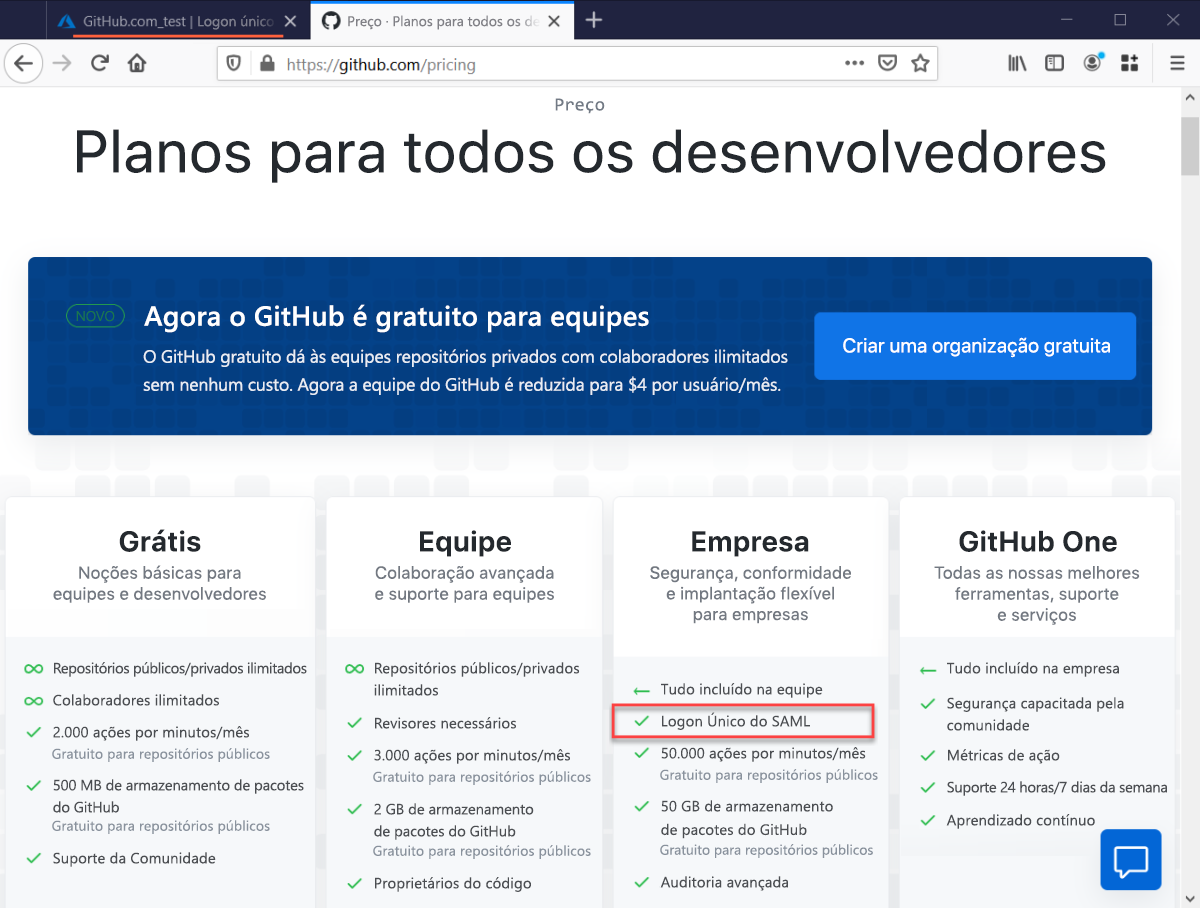 GitHub.com_test | Logon único
Preço · Planos para todos os de
https://github.com/pricing
Preço
Planos para todos os desenvolvedores
NOVO
Agora o GitHub é gratuito para equipes
O GitHub gratuito dá às equipes repositórios privados com colaboradores ilimitados
sem nenhum custo. Agora a equipe do GitHub é reduzida para $4 por usuário/mês.
Criar uma organização gratuita
Grátis
Noções básicas para
equipes e desenvolvedores
Repositórios públicos/privados ilimitados
Colaboradores ilimitados
2.000 ações por minutos/mês
Gratuito para repositórios públicos
500 MB de armazenamento de pacotes
do GitHub
Gratuito para repositórios públicos
Suporte da Comunidade
Equipe
Colaboração avançada
e suporte para equipes
Repositórios públicos/privados
ilimitados
Revisores necessários
3.000 ações por minutos/mês
Gratuito para repositórios públicos
2 GB de armazenamento
de pacotes do GitHub
Gratuito para repositórios públicos
Proprietários do código
Empresa
Segurança, conformidade
e implantação flexível
para empresas
Tudo incluído na equipe
Logon Único do SAML
50.000 ações por minutos/mês
Gratuito para repositórios públicos
50 GB de armazenamento
de pacotes do GitHub
Gratuito para repositórios públicos
Auditoria avançada
GitHub One
Todas as nossas melhores
ferramentas, suporte
e serviços
Tudo incluído na empresa
Segurança capacitada pela
comunidade
Métricas de ação
Suporte 24 horas/7 dias da semana
Aprendizado contínuo